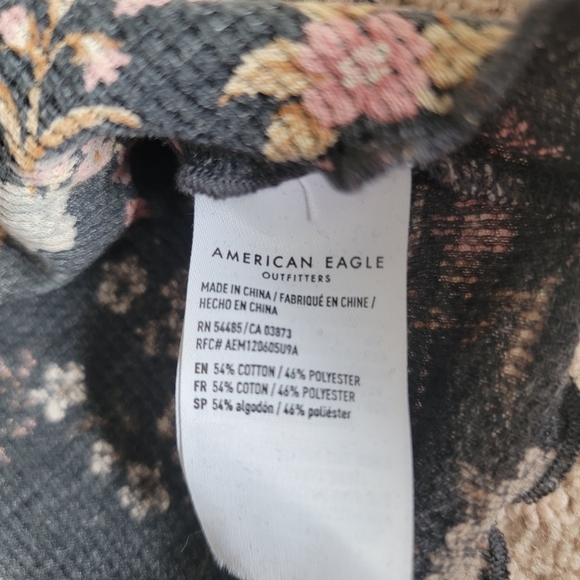 AMERICAN EAGLE
OUTFITTERS
MADE IN CHINA / FABRIQUÉ EN CHINE /
HECHO EN CHINA
RN 54485/CA 03873
RFC# AEM120605U9A
EN 54% COTTON / 46% POLYESTER
FR 54% COTON / 46% POLYESTER
SP 54% algodón / 46% poliéster